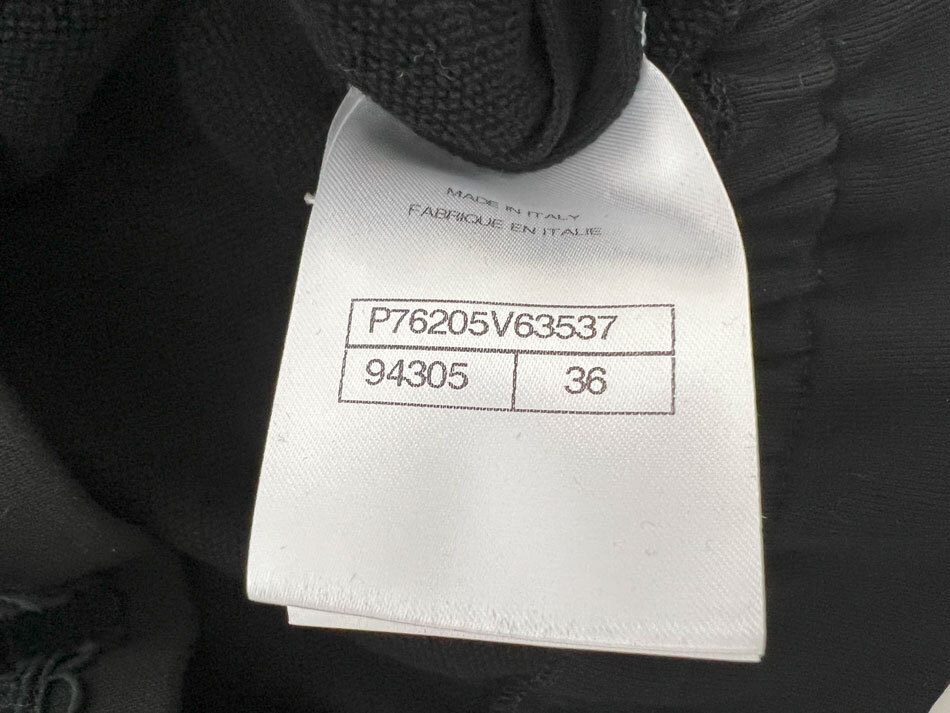 MADE IN ITALY
FABRIQUE EN ITALIE
P76205V63537
94305 36